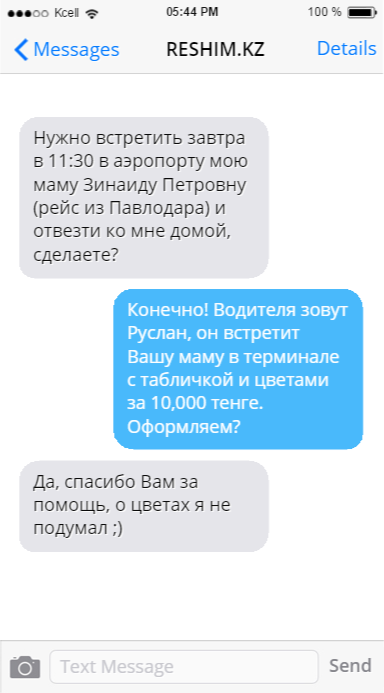 Kcell 05:44 PM 100 %
Messages RESHIM.KZ Details
Нужно встретить завтра
в 11:30 в аэропорту мою
маму Зинаиду Петровну
(рейс из Павлодара) и
отвезти ко мне домой,
сделаете?
Конечно! Водителя зовут
Руслан, он встретит
Вашу маму в терминале
с табличкой и цветами
за 10,000 тенге.
Оформляем?
Да, спасибо Вам за
помощь, о цветах я не
подумал ;)
Text Message Send